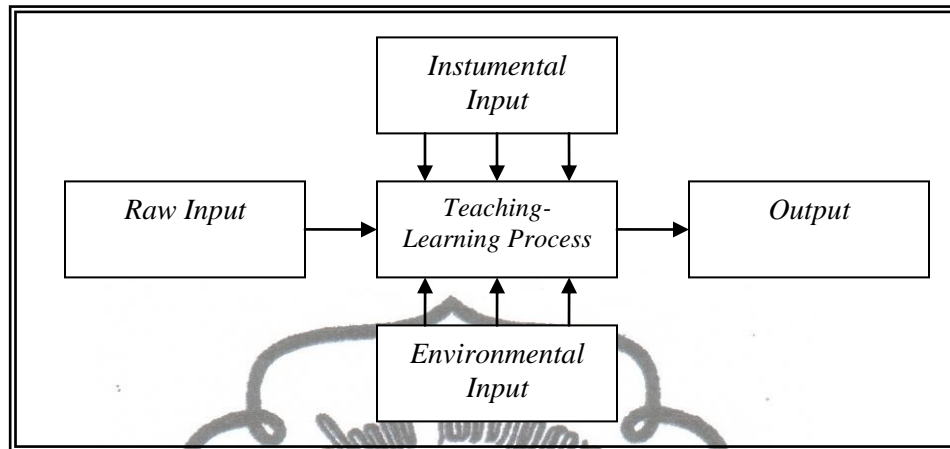 Instumental
Input
Raw Input
Teaching-
Learning Process
Output
Environmental
Input